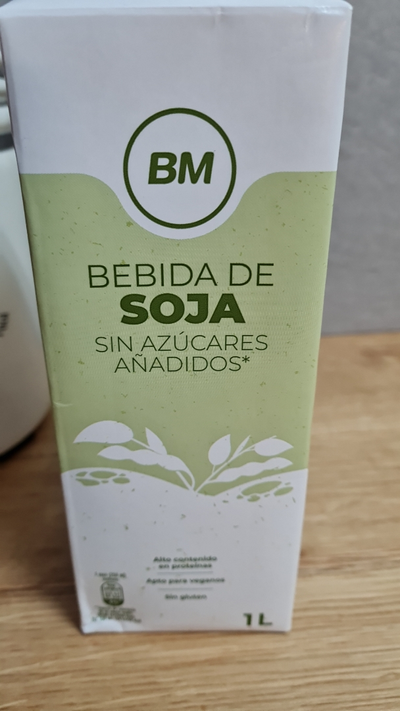 BM
BEBIDA DE
SOJA
SIN AZÚCARES
AÑADIDOS*
Alto contenido
en proteínas
Apto para veganos
Sin gluten
1 L